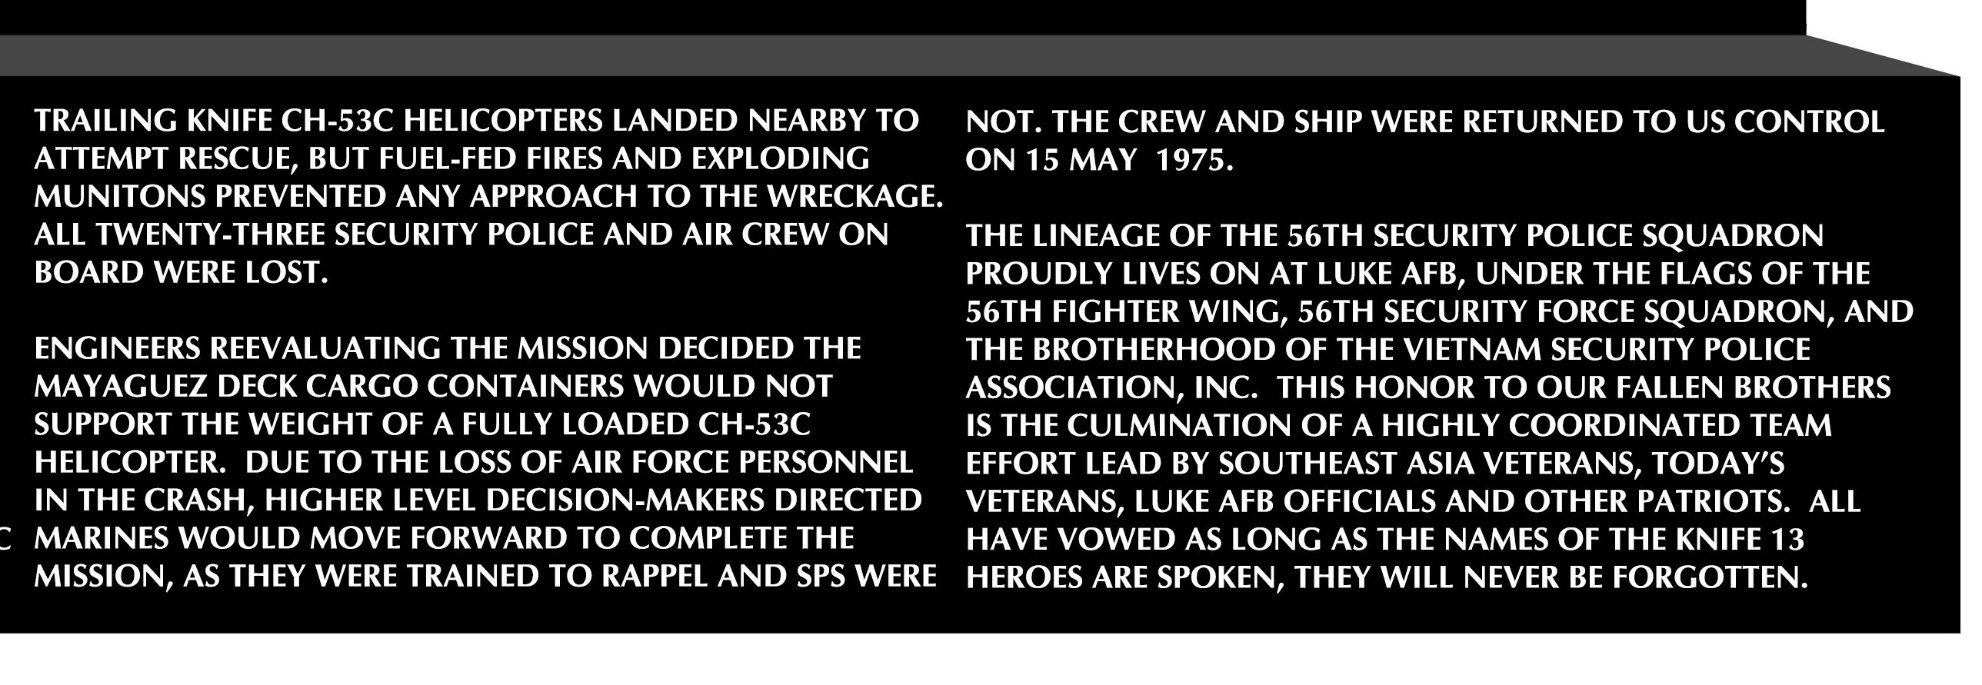 TRAILING KNIFE CH-53C HELICOPTERS LANDED NEARBY TO
ATTEMPT RESCUE, BUT FUEL-FED FIRES AND EXPLODING
MUNITONS PREVENTED ANY APPROACH TO THE WRECKAGE.
ALL TWENTY-THREE SECURITY POLICE AND AIR CREW ON
BOARD WERE LOST.

ENGINEERS REEVALUATING THE MISSION DECIDED THE
MAYAGUEZ DECK CARGO CONTAINERS WOULD NOT
SUPPORT THE WEIGHT OF A FULLY LOADED CH-53C
HELICOPTER.  DUE TO THE LOSS OF AIR FORCE PERSONNEL
IN THE CRASH, HIGHER LEVEL DECISION-MAKERS DIRECTED
MARINES WOULD MOVE FORWARD TO COMPLETE THE
MISSION, AS THEY WERE TRAINED TO RAPPEL AND SPS WERE
NOT. THE CREW AND SHIP WERE RETURNED TO US CONTROL
ON 15 MAY  1975.

THE LINEAGE OF THE 56TH SECURITY POLICE SQUADRON
PROUDLY LIVES ON AT LUKE AFB, UNDER THE FLAGS OF THE
56TH FIGHTER WING, 56TH SECURITY FORCE SQUADRON, AND
THE BROTHERHOOD OF THE VIETNAM SECURITY POLICE
ASSOCIATION, INC.  THIS HONOR TO OUR FALLEN BROTHERS
IS THE CULMINATION OF A HIGHLY COORDINATED TEAM
EFFORT LEAD BY SOUTHEAST ASIA VETERANS, TODAY'S
VETERANS, LUKE AFB OFFICIALS AND OTHER PATRIOTS.  ALL
HAVE VOWED AS LONG AS THE NAMES OF THE KNIFE 13
HEROES ARE SPOKEN, THEY WILL NEVER BE FORGOTTEN.